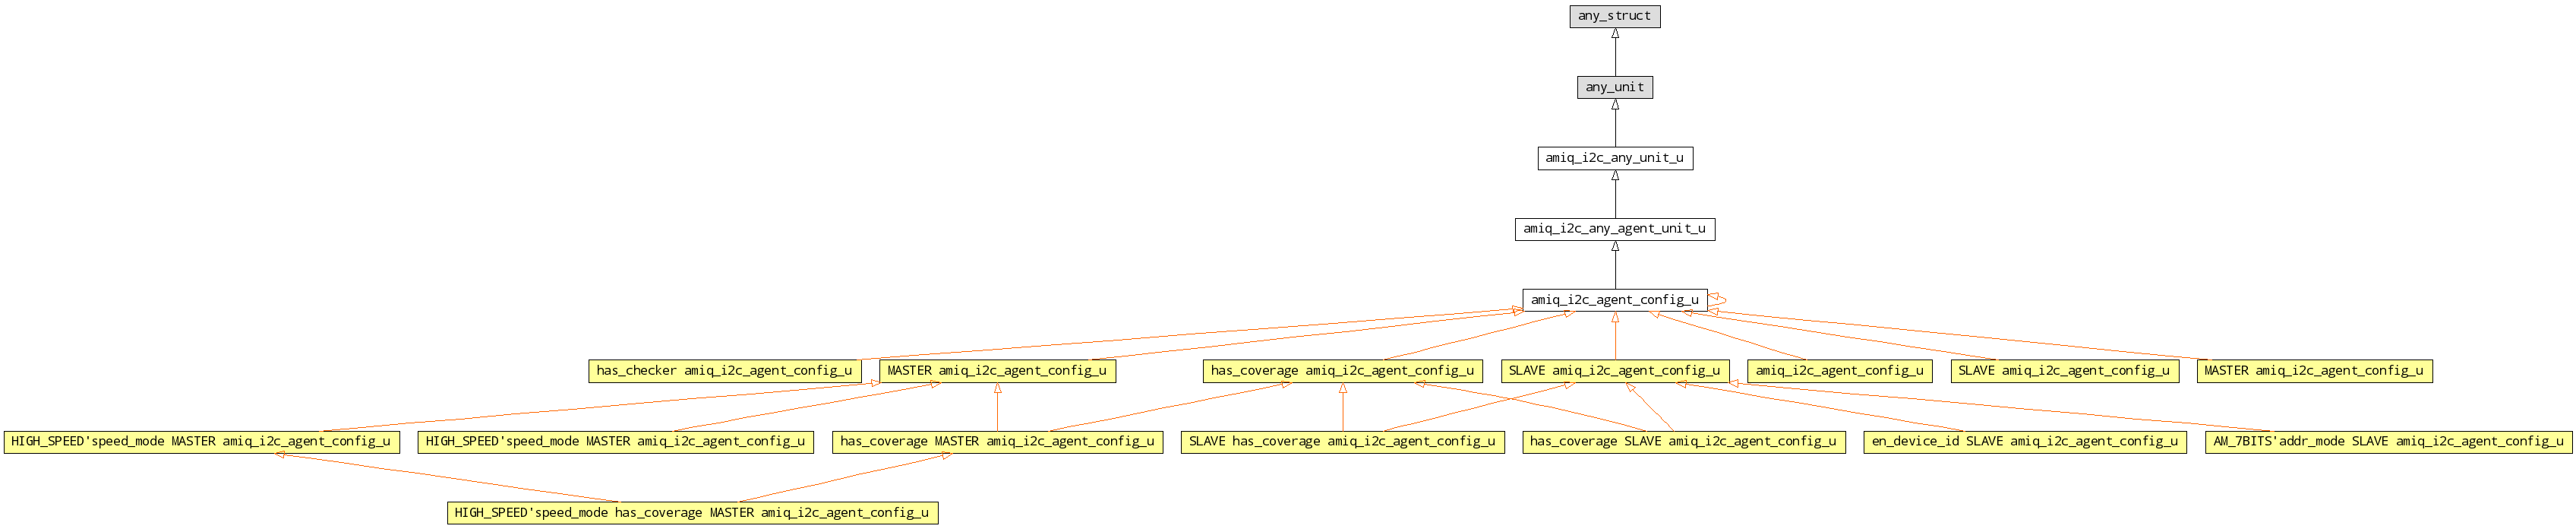 any_struct
any_unit
amiq_i2c_any_unit_u
amiq_i2c_any_agent_unit_u
amiq_i2c_agent_config_u
has_checker amiq_i2c_agent_config_u
MASTER amiq_i2c_agent_config_u
has_coverage amiq_i2c_agent_config_u
SLAVE amiq_i2c_agent_config_u
amiq_i2c_agent_config_u
SLAVE amiq_i2c_agent_config_u
MASTER amiq_i2c_agent_config_u
HIGH_SPEED'speed_mode MASTER amiq_i2c_agent_config_u
HIGH_SPEED'speed_mode MASTER amiq_i2c_agent_config_u
has_coverage MASTER amiq_i2c_agent_config_u
SLAVE has_coverage amiq_i2c_agent_config_u
has_coverage SLAVE amiq_i2c_agent_config_u
en_device_id SLAVE amiq_i2c_agent_config_u
AM_7BITS'addr_mode SLAVE amiq_i2c_agent_config_u
HIGH_SPEED'speed_mode has_coverage MASTER amiq_i2c_agent_config_u